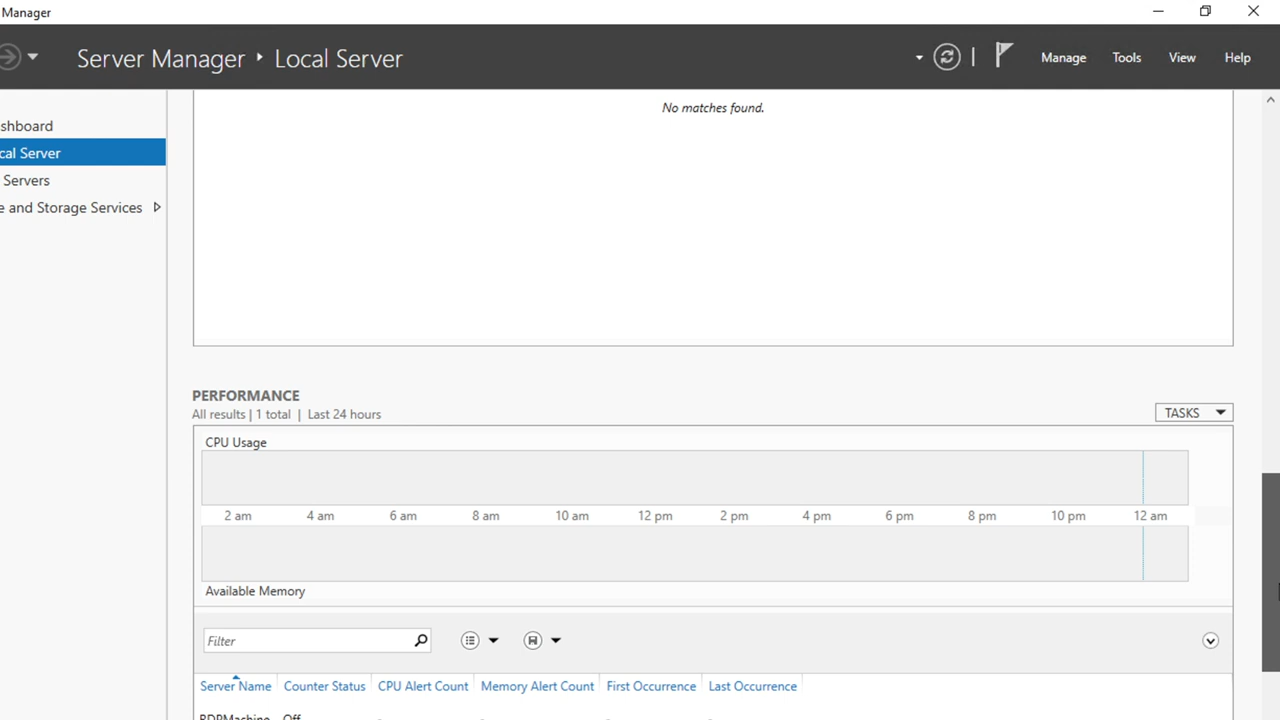 Manager
Server Manager ‣ Local Server
Manage
Tools
View
Help
shboard
cal Server
Servers
e and Storage Services
No matches found.
PERFORMANCE
All results | 1 total | Last 24 hours
TASKS
CPU Usage
2 am 4 am 6 am 8 am 10 am 12 pm 2 pm 4 pm 6 pm 8 pm 10 pm 12 am
Available Memory
Filter
Server Name Counter Status CPU Alert Count Memory Alert Count First Occurrence Last Occurrence
RDPMachine Off - - - -